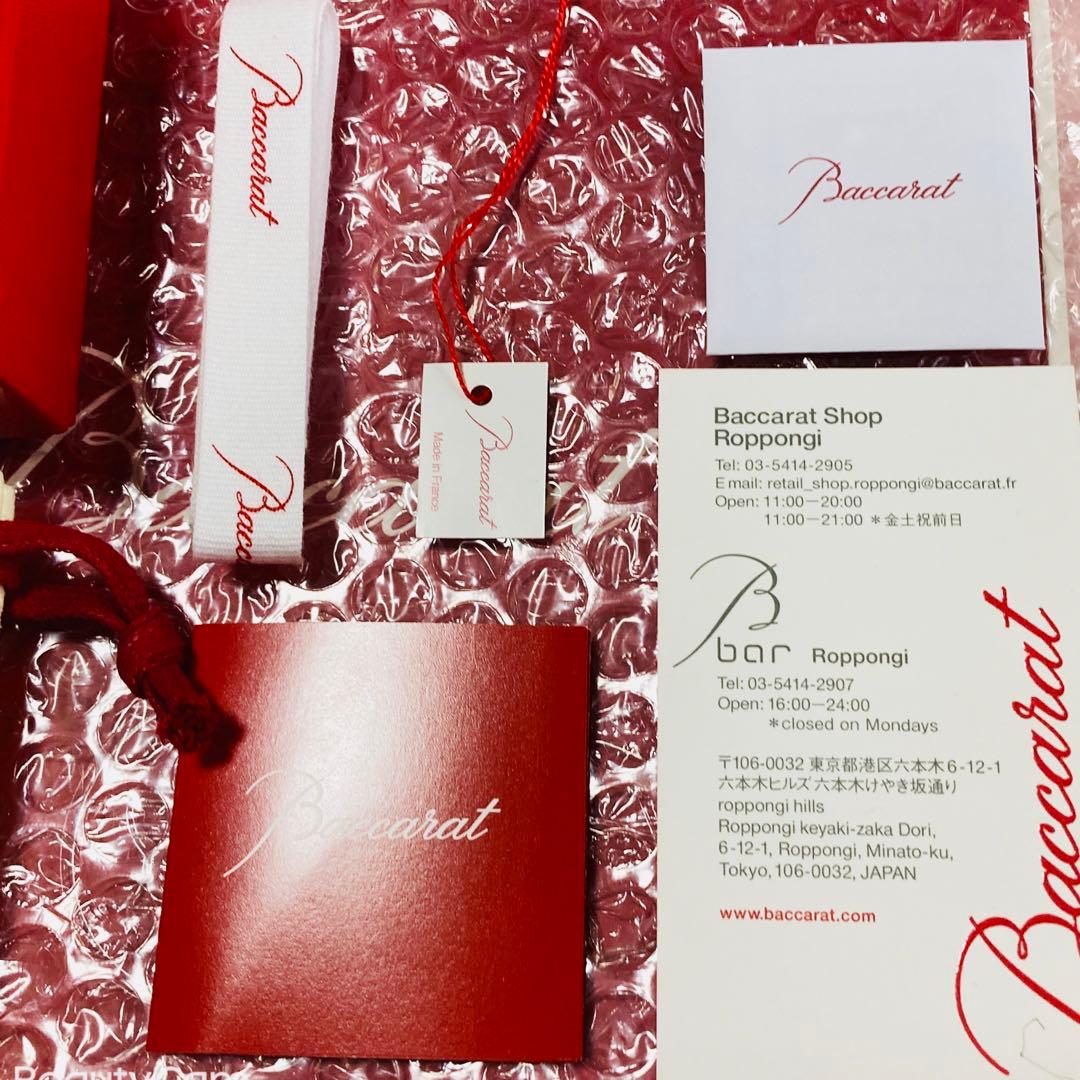 Baccarat
Baccarat
Baccarat
Made in France
Baccarat
Baccarat
Baccarat Shop
Roppongi
Tel: 03-5414-2905
E mail: retail_shop.roppongi@baccarat.fr
Open: 11:00－20:00
11:00－21:00 ＊金土祝前日
B
bar Roppongi
Tel: 03-5414-2907
Open: 16:00－24:00
＊closed on Mondays
〒106-0032 東京都港区六本木6-12-1
六本木ヒルズ 六本木けやき坂通り
roppongi hills
Roppongi keyaki-zaka Dori,
6-12-1, Roppongi, Minato-ku,
Tokyo, 106-0032, JAPAN
www.baccarat.com
Baccarat
Baccarat